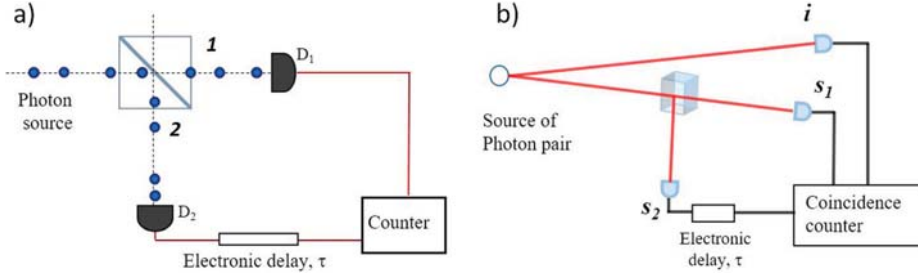 a)
1
D₁
Photon
source
2
D₂
Counter
Electronic delay, τ
b)
i
s₁
Source of
Photon pair
s₂
Coincidence
counter
Electronic
delay, τ